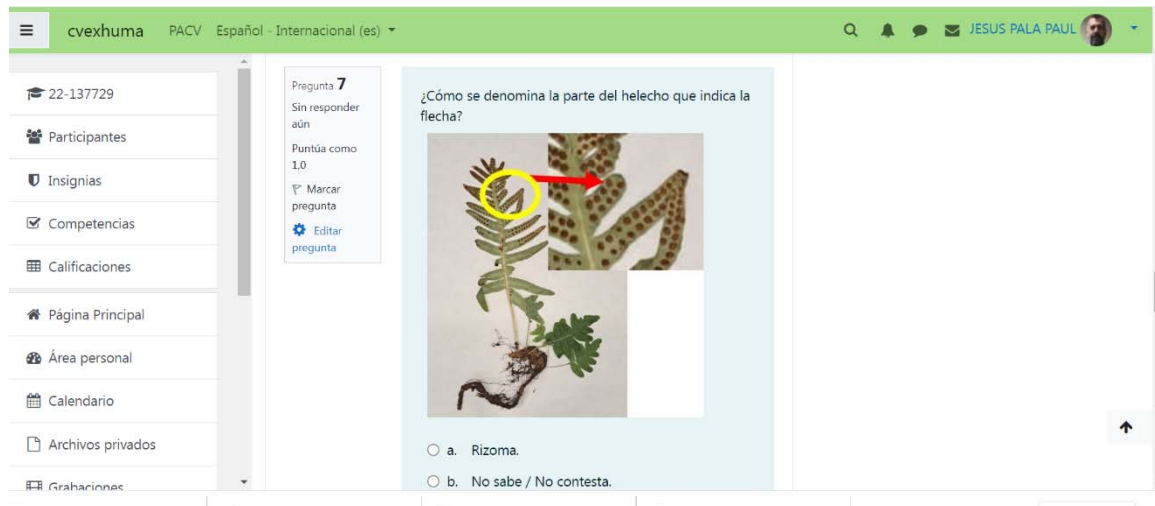 cvexhuma PACV Español - Internacional (es) JESUS PALA PAUL
22-137729
Participantes
Insignias
Competencias
Calificaciones
Página Principal
Área personal
Calendario
Archivos privados
Grabaciones
Pregunta 7
Sin responder
aún
Puntúa como
1,0
Marcar
pregunta
Editar
pregunta
¿Cómo se denomina la parte del helecho que indica la
flecha?
a. Rizoma.
b. No sabe / No contesta.